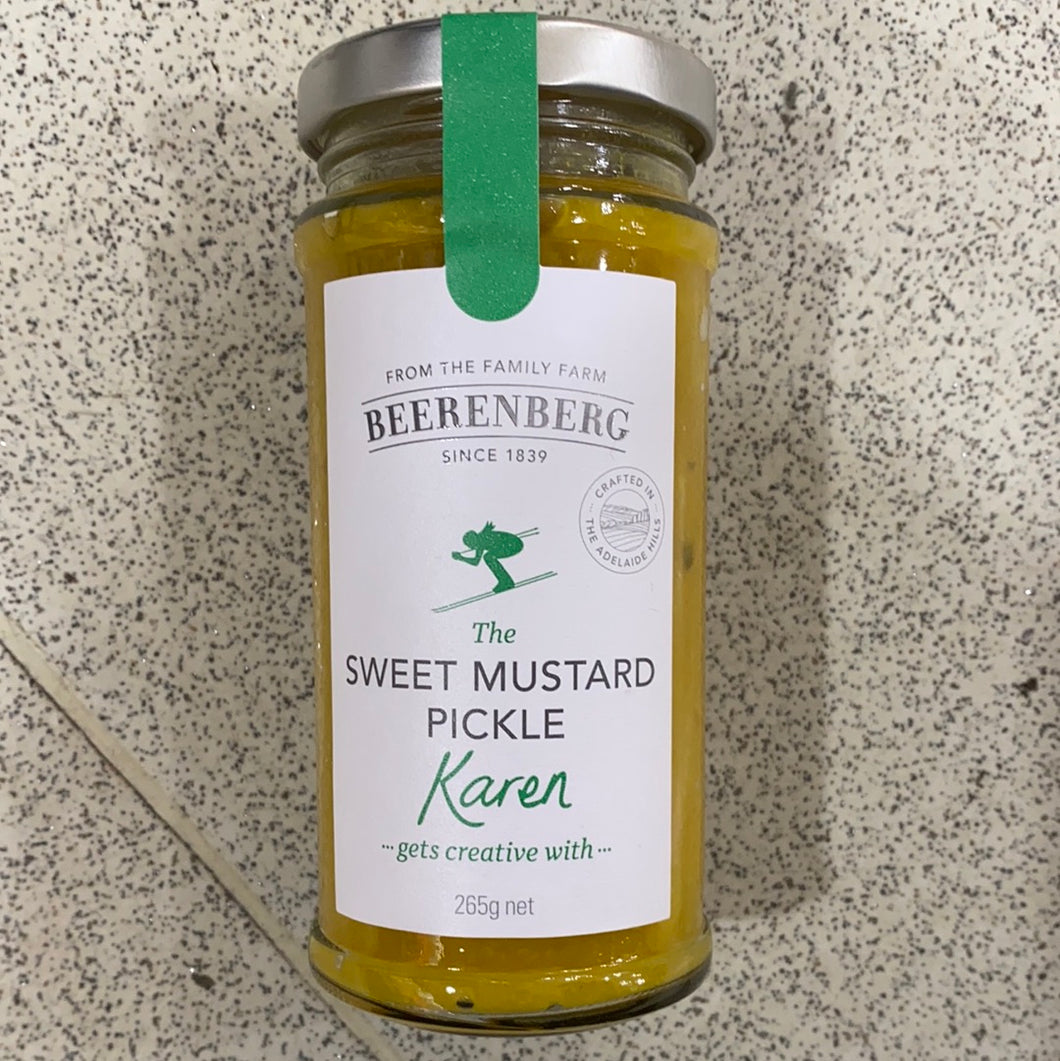 FROM THE FAMILY FARM
BEERENBERG
SINCE 1839
CRAFTED IN
THE ADELAIDE HILLS
The
SWEET MUSTARD
PICKLE
Karen
...gets creative with...
265g net